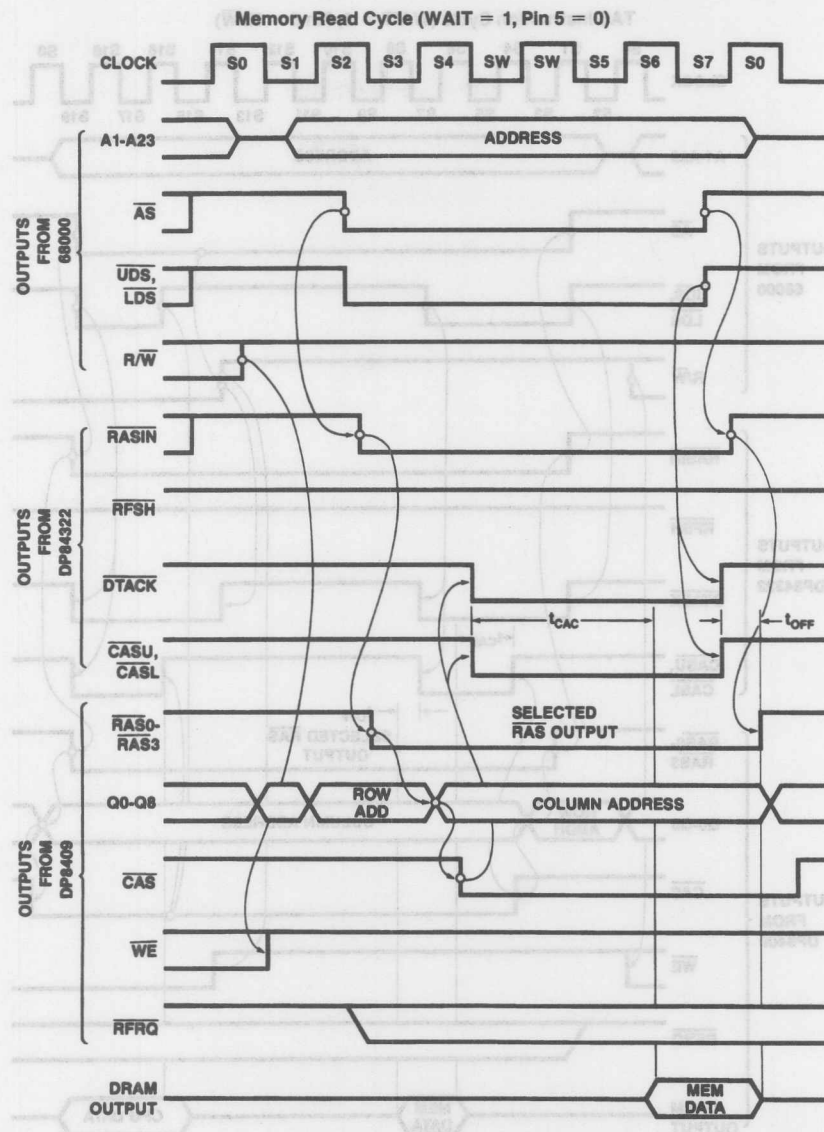 Memory Read Cycle (WAIT = 1, Pin 5 = 0)
CLOCK S0 S1 S2 S3 S4 SW SW S5 S6 S7 S0
OUTPUTS FROM 68000
A1-A23 ADDRESS
AS
UDS,
LDS
R/W
OUTPUTS FROM DP84322
RASIN
RFSH
DTACK
tCAC tOFF
CASU,
CASL
OUTPUTS FROM DP8409
RAS0-
RAS3
SELECTED
RAS OUTPUT
Q0-Q8 ROW
ADD COLUMN ADDRESS
CAS
WE
RFRQ
DRAM
OUTPUT
MEM
DATA